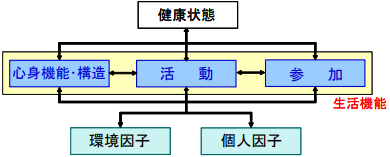 健康状態
心身機能・構造
活 動
参 加
生活機能
環境因子
個人因子